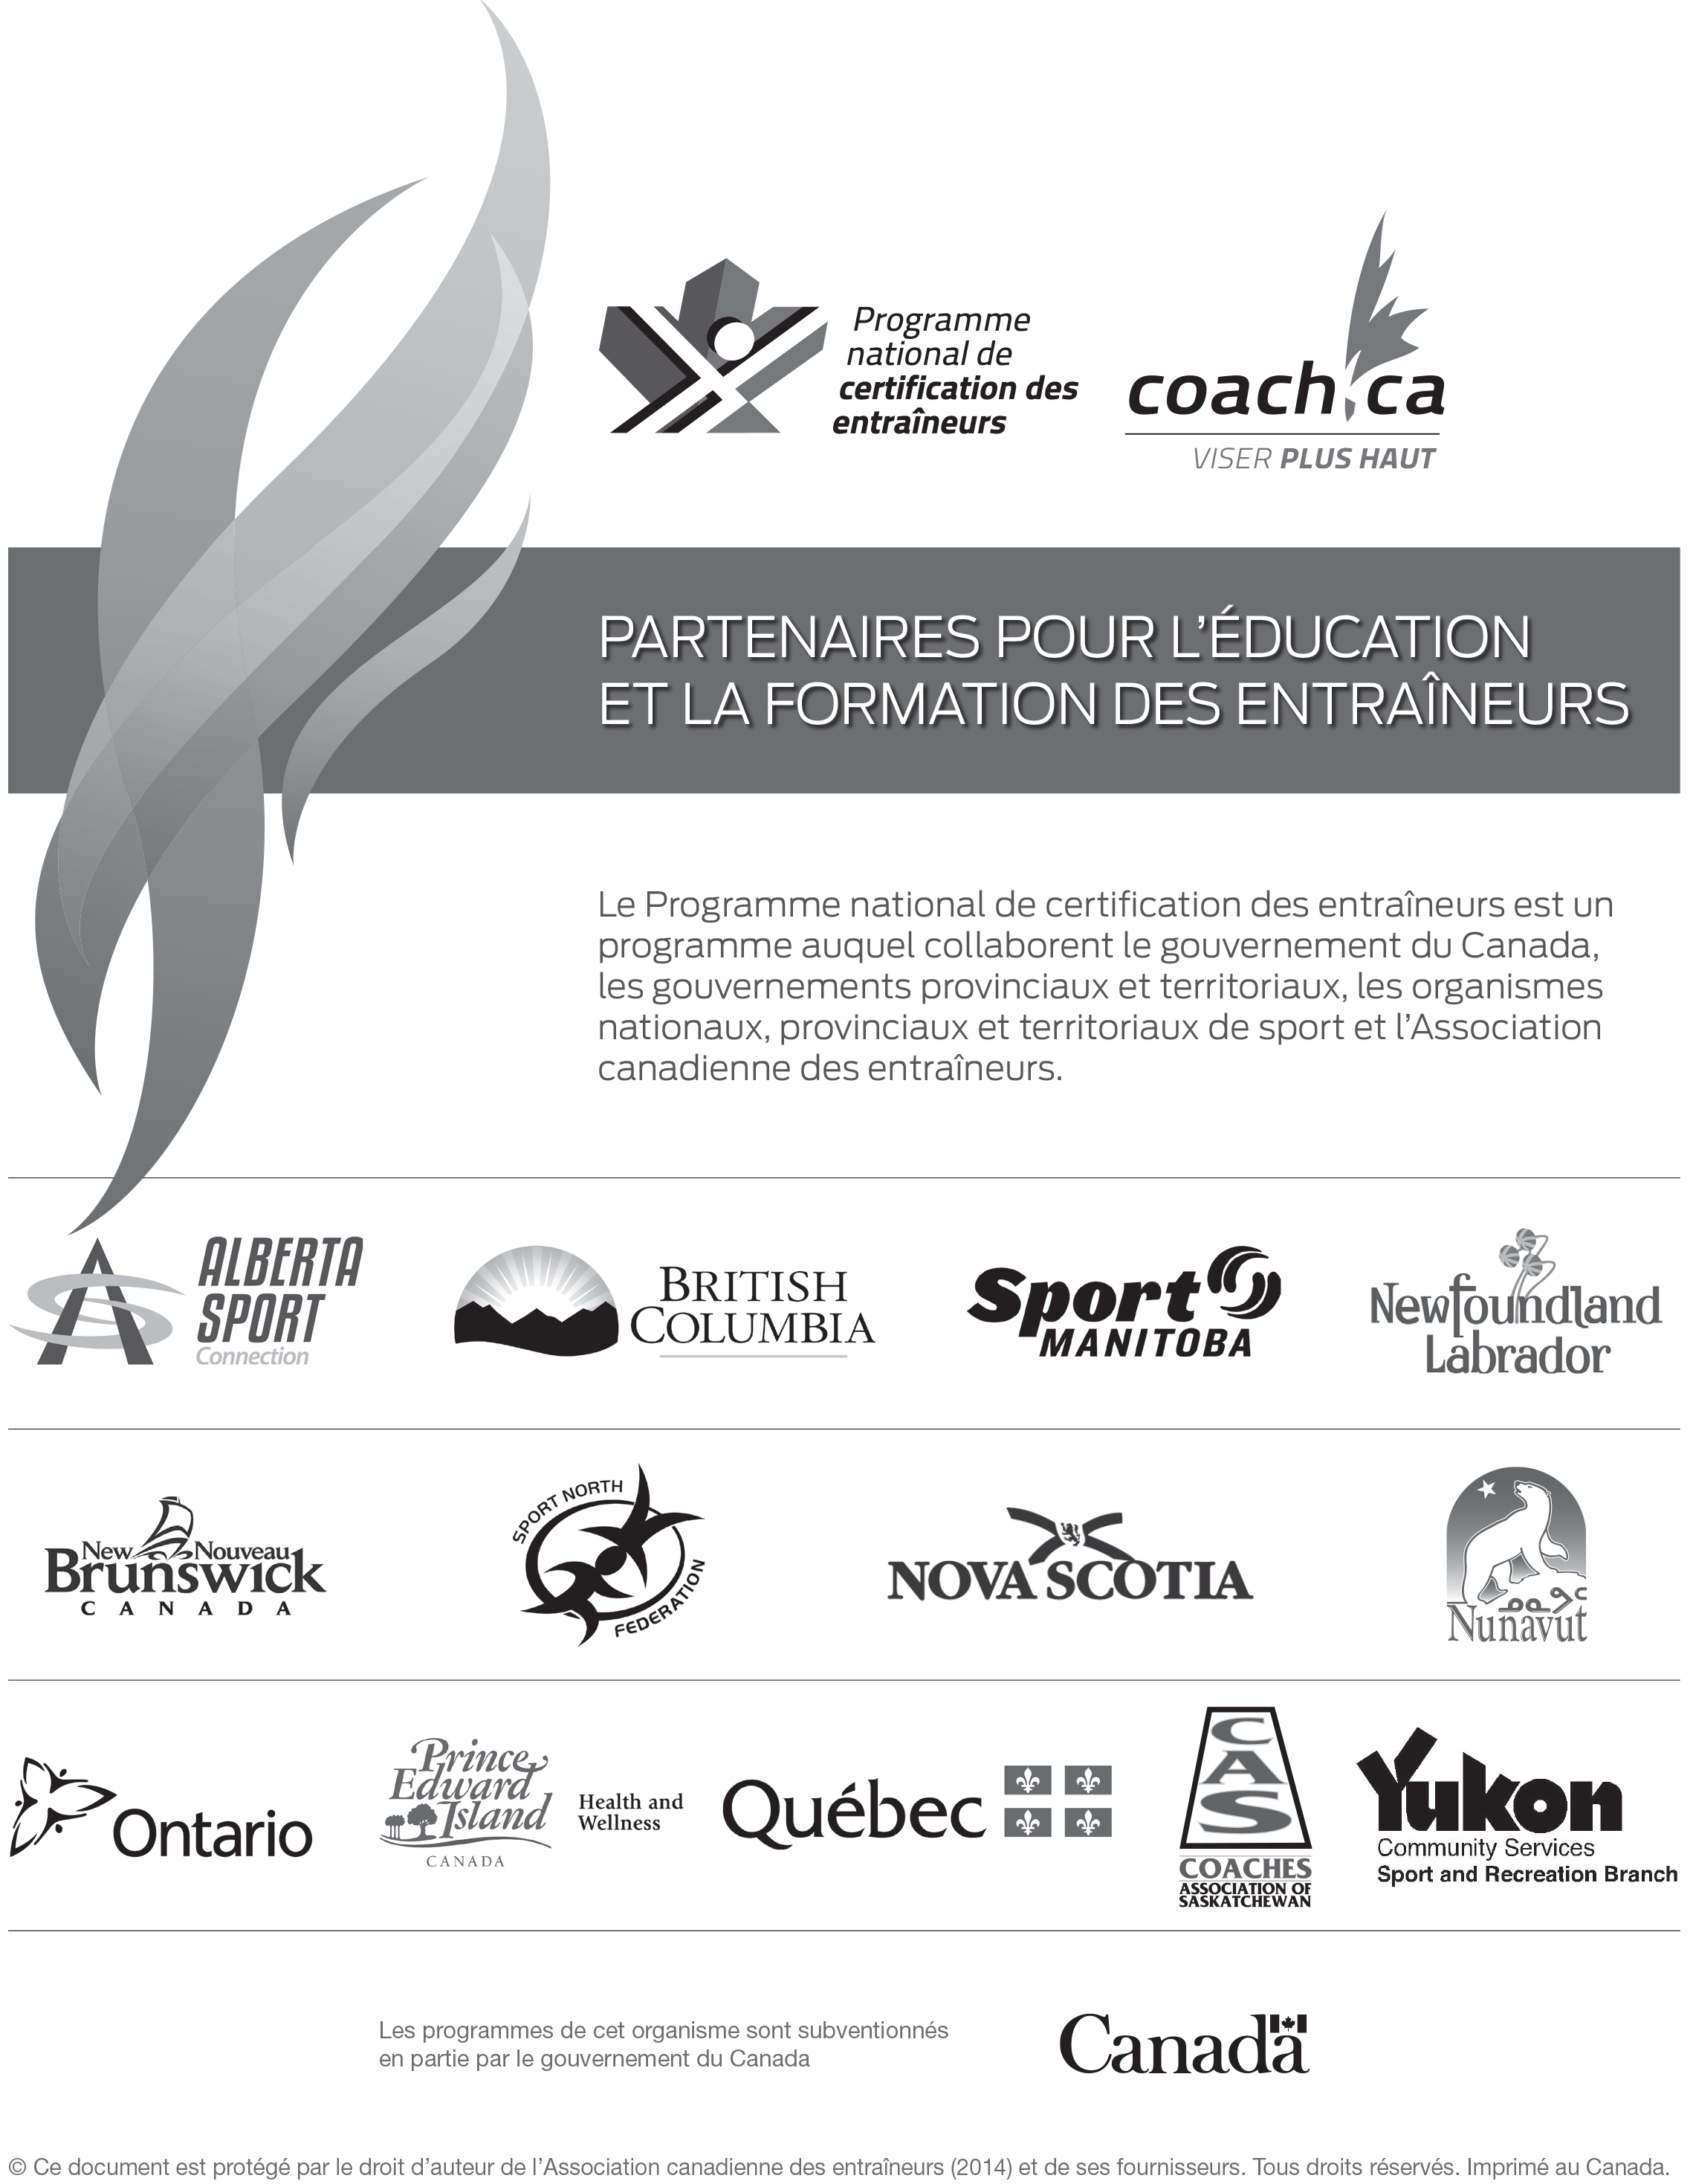 Programme
national de
certification des
entraîneurs
coach.ca
VISER PLUS HAUT
PARTENAIRES POUR L’ÉDUCATION
ET LA FORMATION DES ENTRAÎNEURS
Le Programme national de certification des entraîneurs est un
programme auquel collaborent le gouvernement du Canada,
les gouvernements provinciaux et territoriaux, les organismes
nationaux, provinciaux et territoriaux de sport et l’Association
canadienne des entraîneurs.
ALBERTA
SPORT
Connection
BRITISH
COLUMBIA
Sport
MANITOBA
Newfoundland
Labrador
New Nouveau
Brunswick
CANADA
SPORT NORTH
FEDERATION
NOVA SCOTIA
ᓄᓇᕗᑦ
Nunavut
Ontario
Prince
Edward
Island
CANADA
Health and
Wellness
Québec
CAS
COACHES
ASSOCIATION OF
SASKATCHEWAN
Yukon
Community Services
Sport and Recreation Branch
Les programmes de cet organisme sont subventionnés
en partie par le gouvernement du Canada
Canada
© Ce document est protégé par le droit d’auteur de l’Association canadienne des entraîneurs (2014) et de ses fournisseurs. Tous droits réservés. Imprimé au Canada.